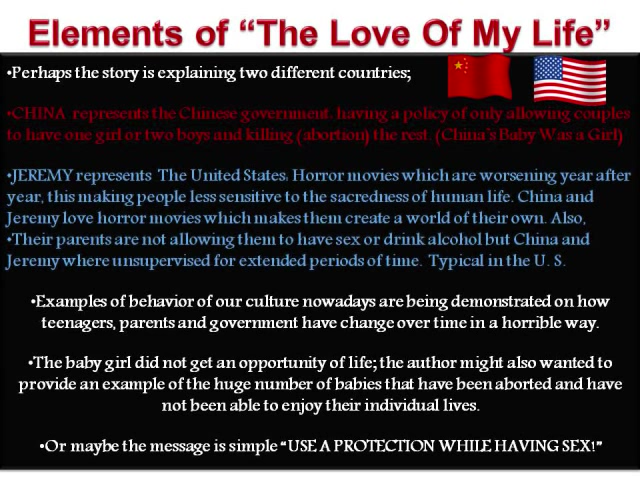 Elements of “The Love Of My Life”
•Perhaps the story is explaining two different countries;
•CHINA represents the Chinese government, having a policy of only allowing couples
to have one girl or two boys and killing (abortion) the rest. (China's Baby Was a Girl)
•JEREMY represents The United States; Horror movies which are worsening year after
year, this making people less sensitive to the sacredness of human life. China and
Jeremy love horror movies which makes them create a world of their own. Also,
•Their parents are not allowing them to have sex or drink alcohol but China and
Jeremy where unsupervised for extended periods of time. Typical in the U. S.
•Examples of behavior of our culture nowadays are being demonstrated on how
teenagers, parents and government have change over time in a horrible way.
•The baby girl did not get an opportunity of life; the author might also wanted to
provide an example of the huge number of babies that have been aborted and have
not been able to enjoy their individual lives.
•Or maybe the message is simple “USE A PROTECTION WHILE HAVING SEX!”